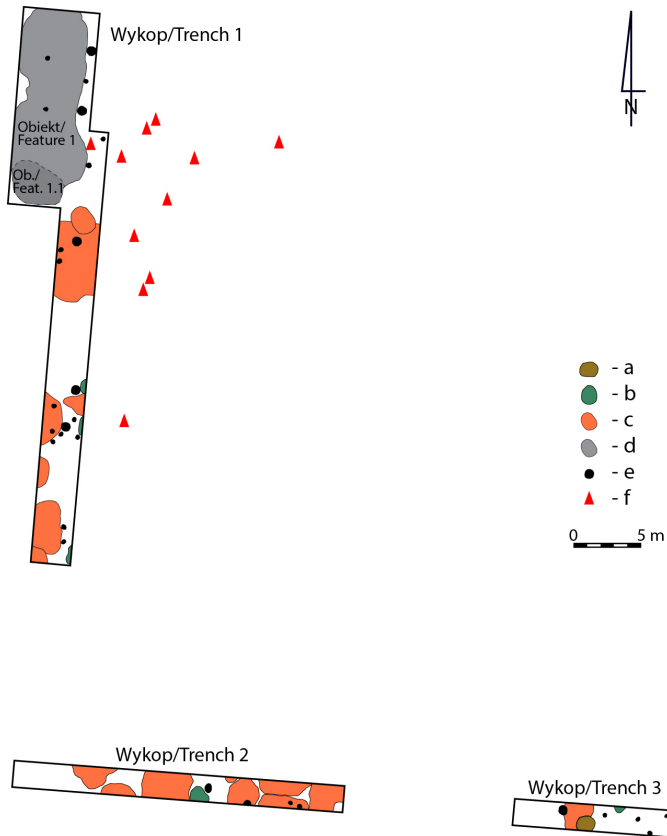 Wykop/Trench 1
N
Obiekt/
Feature 1
Ob./
Feat. 1.1
- a
- b
- c
- d
- e
- f
0 5 m
Wykop/Trench 2
Wykop/Trench 3